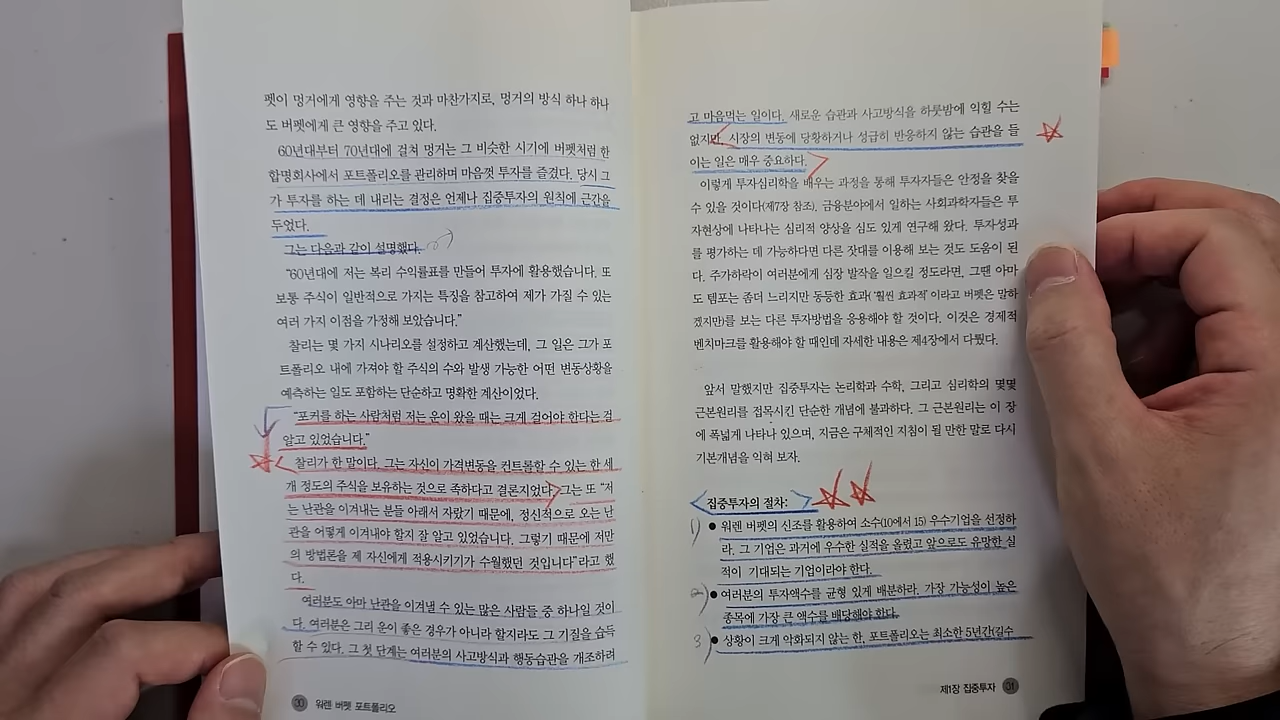 펫이 멍거에게 영향을 주는 것과 마찬가지로, 멍거의 방식 하나 하나
도 버펫에게 큰 영향을 주고 있다.
60년대부터 70년대에 걸쳐 멍거는 그 비슷한 시기에 버펫처럼 한
합명회사에서 포트폴리오를 관리하며 마음껏 투자를 즐겼다. 당시 그
가 투자를 하는 데 내리는 결정은 언제나 집중투자의 원칙에 근간을
두었다.
그는 다음과 같이 설명했다.
“60년대에 저는 복리 수익률표를 만들어 투자에 활용했습니다. 또
보통 주식이 일반적으로 가지는 특징을 참고하여 제가 가질 수 있는
여러 가지 이점을 가정해 보았습니다.”
찰리는 몇 가지 시나리오를 설정하고 계산했는데, 그 일은 그가 포
트폴리오 내에 가져야 할 주식의 수와 발생 가능한 어떤 변동상황을
예측하는 일도 포함하는 단순하고 명확한 계산이었다.
“포커를 하는 사람처럼 저는 운이 왔을 때는 크게 걸어야 한다는 걸
알고 있었습니다.”
찰리가 한 말이다. 그는 자신이 가격변동을 컨트롤할 수 있는 한 세
개 정도의 주식을 보유하는 것으로 족하다고 결론지었다. 그는 또 “저
는 난관을 이겨내는 분들 아래서 자랐기 때문에, 정신적으로 오는 난
관을 어떻게 이겨내야 할지 잘 알고 있었습니다. 그렇기 때문에 저만
의 방법론을 제 자신에게 적용시키기가 수월했던 것입니다”라고 했
다.
여러분도 아마 난관을 이겨낼 수 있는 많은 사람들 중 하나일 것이
다. 여러분은 그리 운이 좋은 경우가 아니라 할지라도 그 기질을 습득
할 수 있다. 그 첫 단계는 여러분의 사고방식과 행동습관을 개조하려
30 워렌 버펫 포트폴리오
고 마음먹는 일이다. 새로운 습관과 사고방식을 하룻밤에 익힐 수는
없지만, 시장의 변동에 당황하거나 성급히 반응하지 않는 습관을 들
이는 일은 매우 중요하다.
이렇게 투자심리학을 배우는 과정을 통해 투자자들은 안정을 찾을
수 있을 것이다(제7장 참조). 금융분야에서 일하는 사회과학자들은 투
자현상에 나타나는 심리적 양상을 심도 있게 연구해 왔다. 투자성과
를 평가하는 데 가능하다면 다른 잣대를 이용해 보는 것도 도움이 된
다. 주가하락이 여러분에게 심장 발작을 일으킬 정도라면, 그땐 아마
도 템포는 좀더 느리지만 동등한 효과(‘훨씬 효과적’이라고 버펫은 말하
겠지만)를 보는 다른 투자방법을 응용해야 할 것이다. 이것은 경제적
벤치마크를 활용해야 할 때인데 자세한 내용은 제4장에서 다뤘다.
앞서 말했지만 집중투자는 논리학과 수학, 그리고 심리학의 몇몇
근본원리를 접목시킨 단순한 개념에 불과하다. 그 근본원리는 이 장
에 폭넓게 나타나 있으며, 지금은 구체적인 지침이 될 만한 말로 다시
기본개념을 익혀 보자.
집중투자의 절차:
1) ● 워렌 버펫의 신조를 활용하여 소수(10에서 15) 우수기업을 선정하
라. 그 기업은 과거에 우수한 실적을 올렸고 앞으로도 유망한 실
적이 기대되는 기업이라야 한다.
2) ● 여러분의 투자액수를 균형 있게 배분하라. 가장 가능성이 높은
종목에 가장 큰 액수를 배당해야 한다.
3) ● 상황이 크게 악화되지 않는 한, 포트폴리오는 최소한 5년간(길수
제1장 집중투자 31